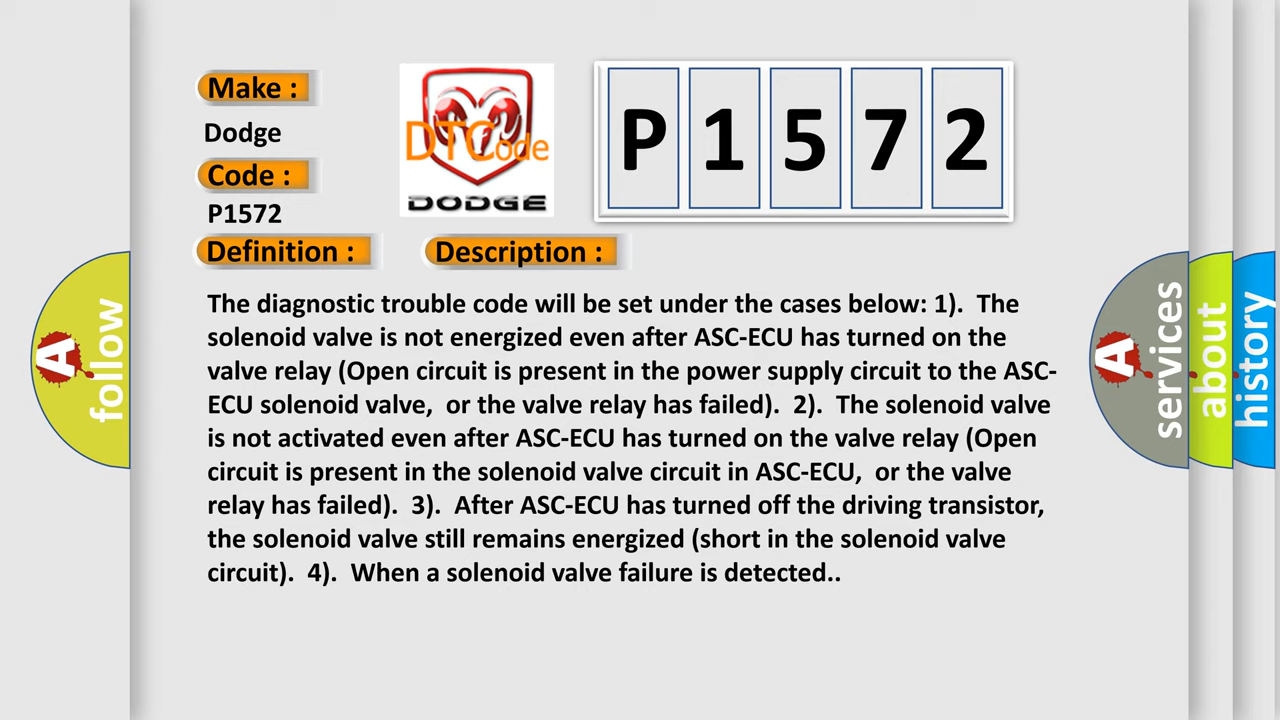 Make :
Dodge
Code :
P1572
Definition :
Description :
DTCode
DODGE
P 1 5 7 2
The diagnostic trouble code will be set under the cases below: 1). The
solenoid valve is not energized even after ASC-ECU has turned on the
valve relay (Open circuit is present in the power supply circuit to the ASC-
ECU solenoid valve, or the valve relay has failed). 2). The solenoid valve
is not activated even after ASC-ECU has turned on the valve relay (Open
circuit is present in the solenoid valve circuit in ASC-ECU, or the valve
relay has failed). 3). After ASC-ECU has turned off the driving transistor,
the solenoid valve still remains energized (short in the solenoid valve
circuit). 4). When a solenoid valve failure is detected..
A
follow
A
services
about
history